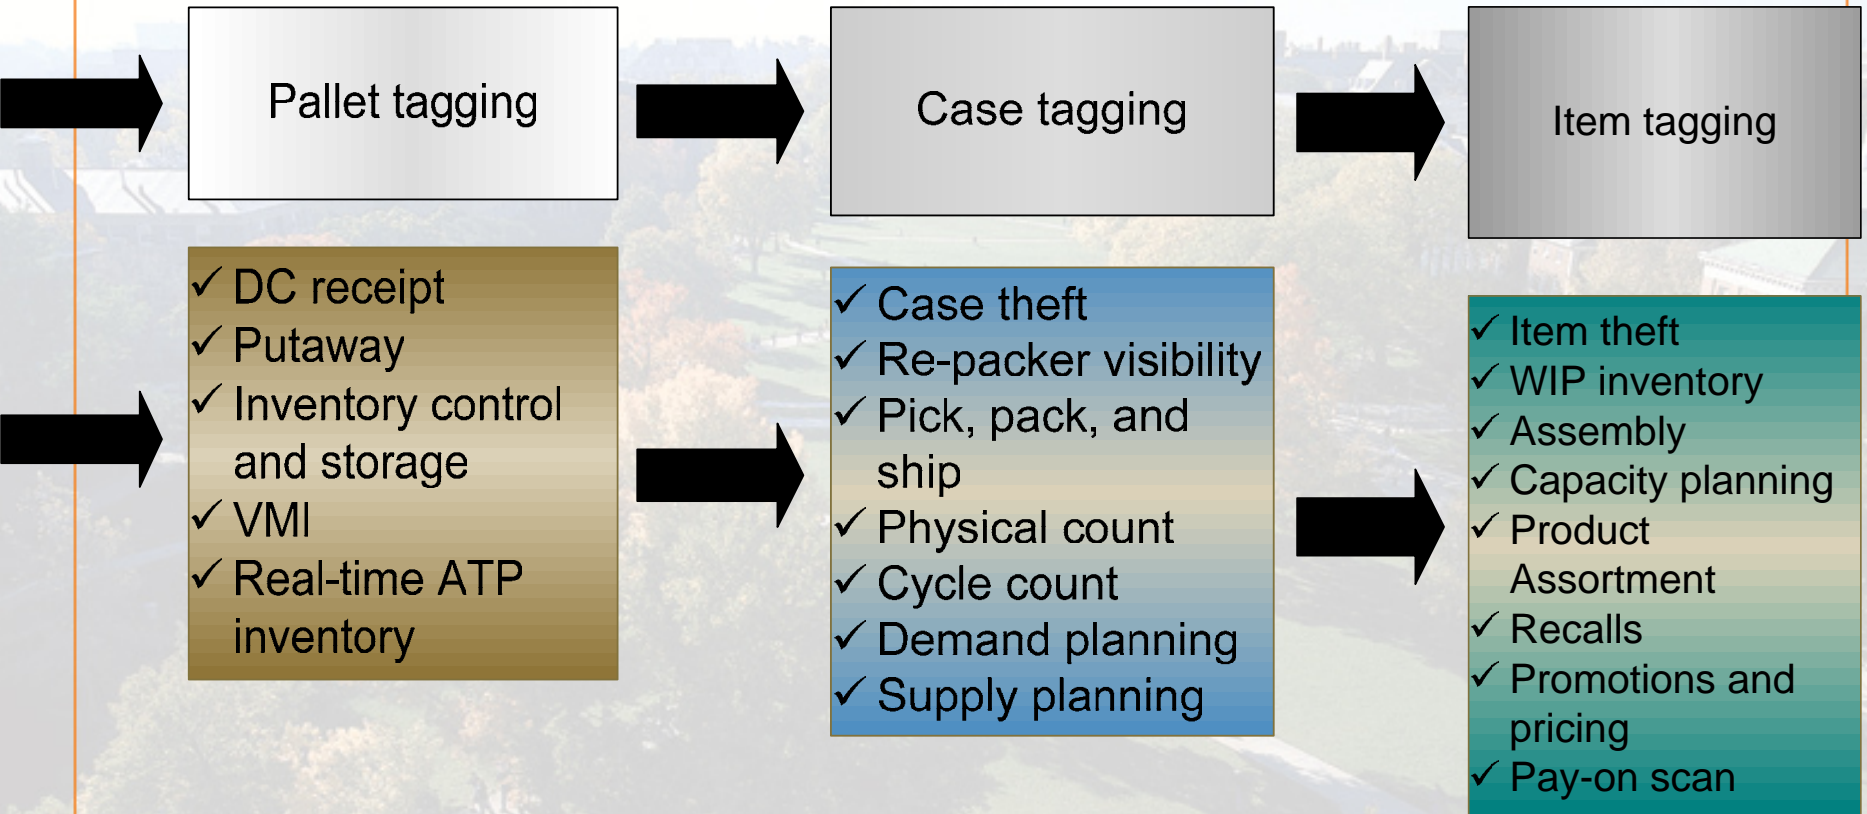 Pallet tagging
Case tagging
Item tagging
✓ DC receipt
✓ Putaway
✓ Inventory control
and storage
✓ VMI
✓ Real-time ATP
inventory
✓ Case theft
✓ Re-packer visibility
✓ Pick, pack, and
ship
✓ Physical count
✓ Cycle count
✓ Demand planning
✓ Supply planning
✓ Item theft
✓ WIP inventory
✓ Assembly
✓ Capacity planning
✓ Product
Assortment
✓ Recalls
✓ Promotions and
pricing
✓ Pay-on scan